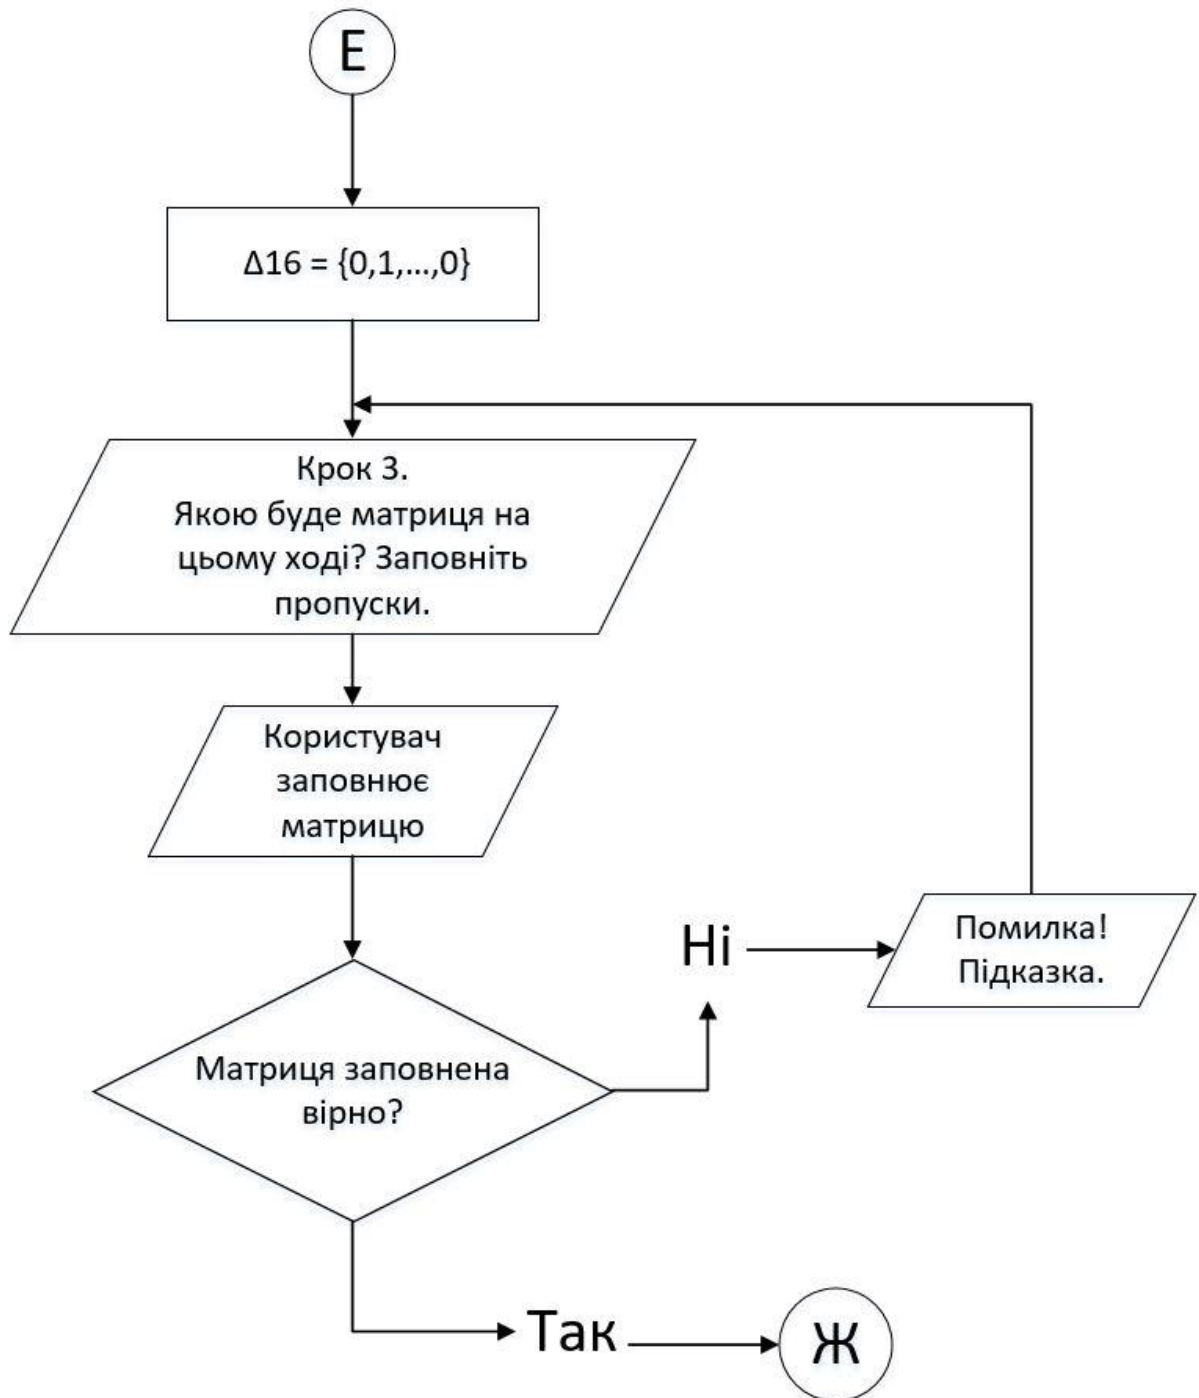 Е
Δ16 = {0,1,...,0}
Крок 3.
Якою буде матриця на
цьому ході? Заповніть
пропуски.
Користувач
заповнює
матрицю
Ні
Помилка!
Підказка.
Матриця заповнена
вірно?
Так
Ж